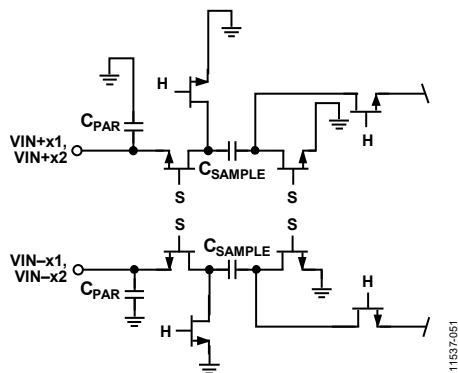 H
C_PAR
VIN+x1,
VIN+x2
H
C_SAMPLE
S
S
VIN–x1,
VIN–x2
C_SAMPLE
C_PAR
H
H
11537-051